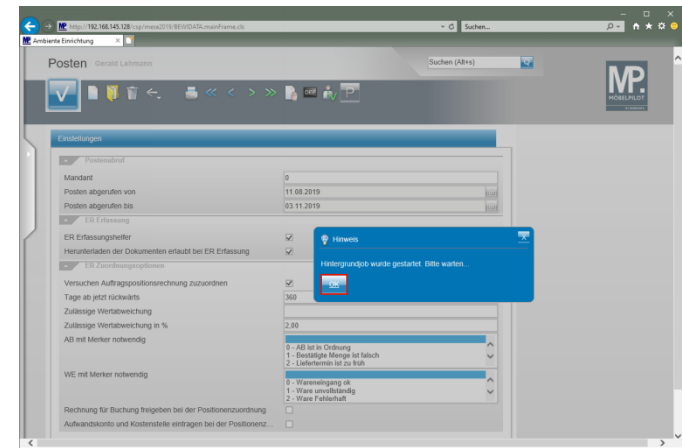 http://192.168.145.128/csp/mesa2019/BEWIDATA.mainFrame.cls
Suchen...
Ambiente Einrichtung
Posten Gerald Lehmann
Suchen (Alt+s)
MP.
MÖBELPILOT
Einstellungen
Postenabruf
Mandant 0
Posten abgerufen von 11.08.2019
Posten abgerufen bis 03.11.2019
ER Erfassung
ER Erfassungshelfer
Herunterladen der Dokumenten erlaubt bei ER Erfassung
ER Zuordnungsoptionen
Versuchen Auftragspositionsrechnung zuzuordnen
Tage ab jetzt rückwärts 360
Zulässige Wertabweichung
Zulässige Wertabweichung in % 2,00
AB mit Merker notwendig
0 - AB ist in Ordnung
1 - Bestätigte Menge ist falsch
2 - Liefertermin ist zu früh
WE mit Merker notwendig
0 - Wareneingang ok
1 - Ware unvollständig
2 - Ware Fehlerhaft
Rechnung für Buchung freigeben bei der Positionenzuordnung
Aufwandskonto und Kostenstelle eintragen bei der Positionenz...
Hinweis
Hintergrundjob wurde gestartet. Bitte warten...
OK